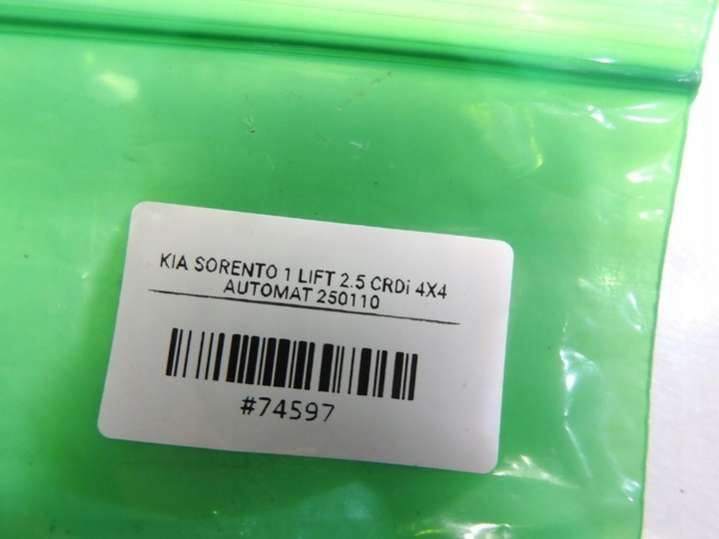 KIA SORENTO 1 LIFT 2.5 CRDi 4X4
AUTOMAT 250110
#74597